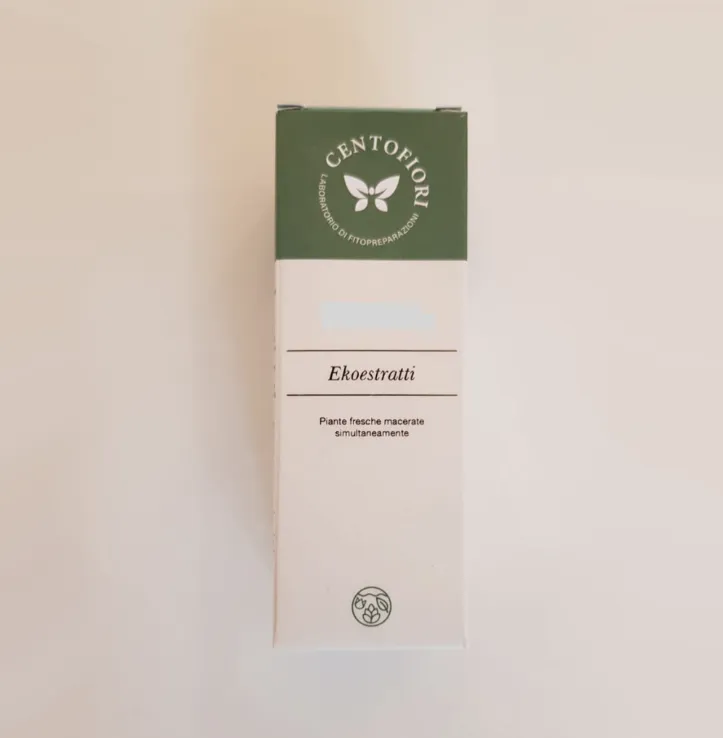 CENTOFIORI
LABORATORIO DI FITOPREPARAZIONI
Ekoestratti
Piante fresche macerate
simultaneamente